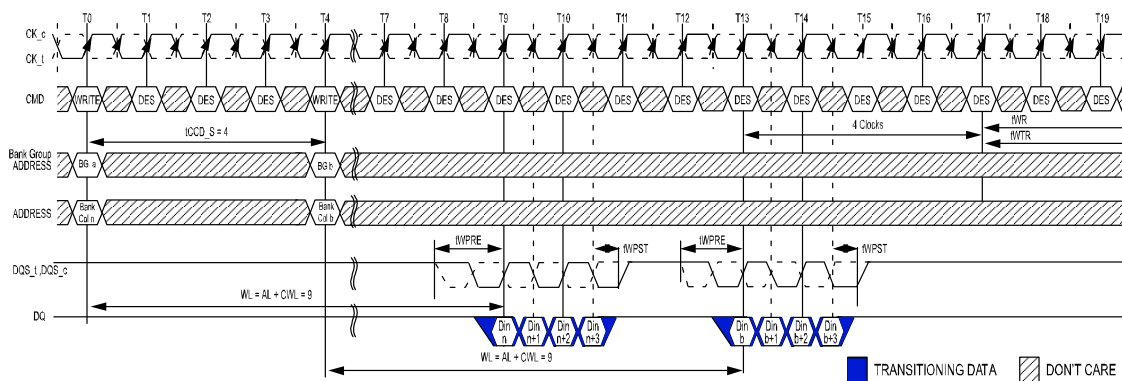 T0 T1 T2 T3 T4 T7 T8 T9 T10 T11 T12 T13 T14 T15 T16 T17 T18 T19
CK_c
CK_t
CMD WRITE DES DES DES WRITE DES DES DES DES DES DES DES DES DES DES DES DES DES
tCCD_S = 4
4 Clocks
tWR
tWTR
Bank Group
ADDRESS
BG a
BG b
ADDRESS
Bank
Col n
Bank
Col b
tWPRE
tWPST
tWPRE
tWPST
DQS_t ,DQS_c
WL = AL + CWL = 9
DQ
Din
n
Din
n+1
Din
n+2
Din
n+3
Din
b
Din
b+1
Din
b+2
Din
b+3
WL = AL + CWL = 9
TRANSITIONING DATA
DON'T CARE